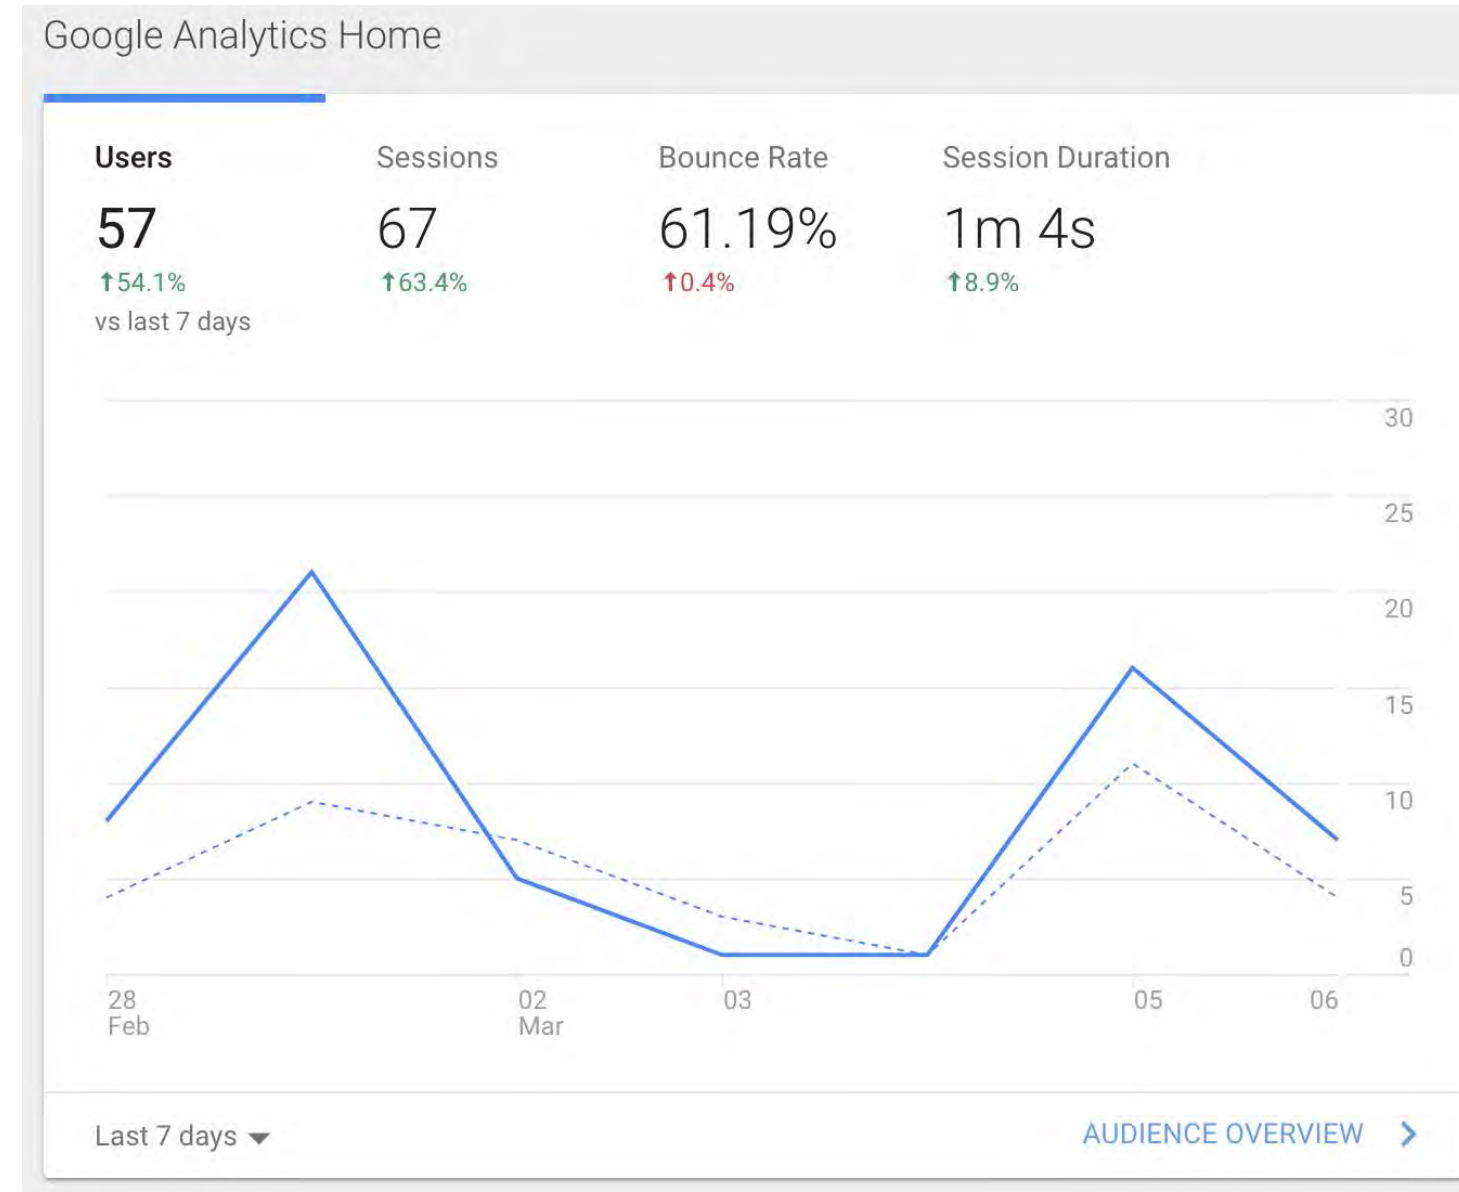 Google Analytics Home
Users
Sessions
Bounce Rate
Session Duration
57
67
61.19%
1m 4s
54.1%
63.4%
0.4%
8.9%
vs last 7 days
30
25
20
15
10
5
0
28
Feb
02
Mar
03
05
06
Last 7 days
AUDIENCE OVERVIEW